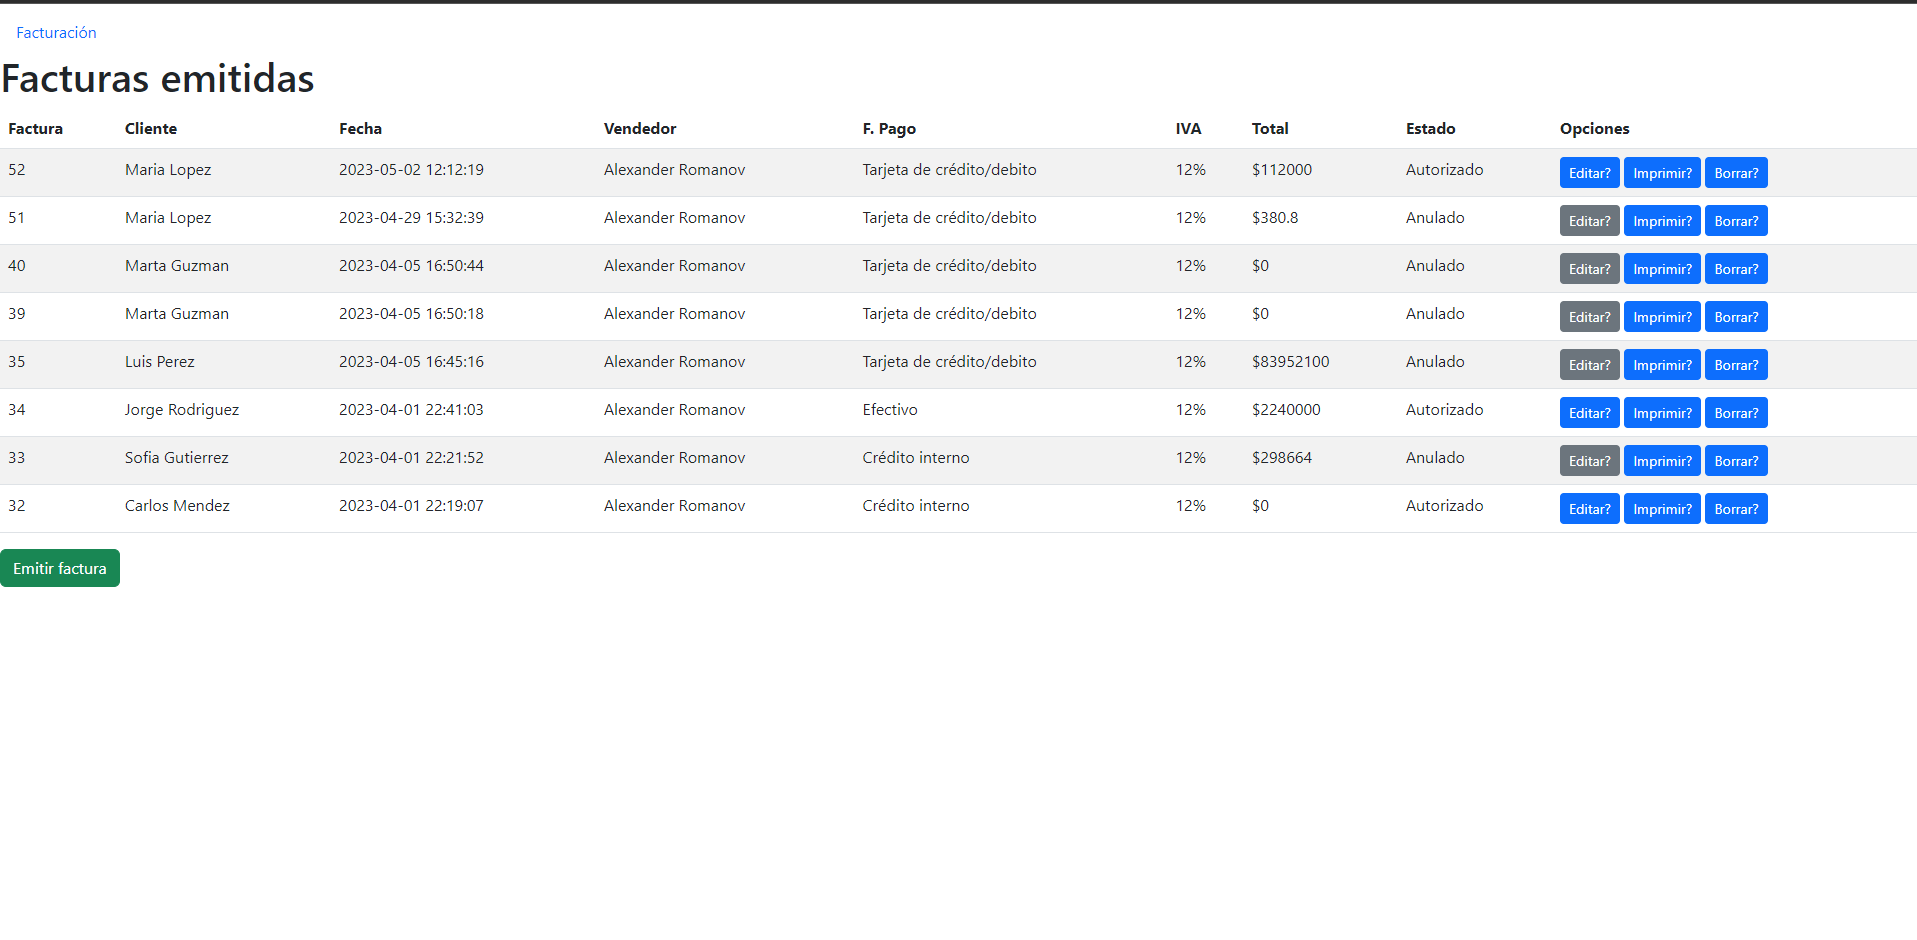 Facturación
Facturas emitidas
Factura Cliente Fecha Vendedor F. Pago IVA Total Estado Opciones
52 Maria Lopez 2023-05-02 12:12:19 Alexander Romanov Tarjeta de crédito/debito 12% $112000 Autorizado Editar? Imprimir? Borrar?
51 Maria Lopez 2023-04-29 15:32:39 Alexander Romanov Tarjeta de crédito/debito 12% $380.8 Anulado Editar? Imprimir? Borrar?
40 Marta Guzman 2023-04-05 16:50:44 Alexander Romanov Tarjeta de crédito/debito 12% $0 Anulado Editar? Imprimir? Borrar?
39 Marta Guzman 2023-04-05 16:50:18 Alexander Romanov Tarjeta de crédito/debito 12% $0 Anulado Editar? Imprimir? Borrar?
35 Luis Perez 2023-04-05 16:45:16 Alexander Romanov Tarjeta de crédito/debito 12% $83952100 Anulado Editar? Imprimir? Borrar?
34 Jorge Rodriguez 2023-04-01 22:41:03 Alexander Romanov Efectivo 12% $2240000 Autorizado Editar? Imprimir? Borrar?
33 Sofia Gutierrez 2023-04-01 22:21:52 Alexander Romanov Crédito interno 12% $298664 Anulado Editar? Imprimir? Borrar?
32 Carlos Mendez 2023-04-01 22:19:07 Alexander Romanov Crédito interno 12% $0 Autorizado Editar? Imprimir? Borrar?
Emitir factura